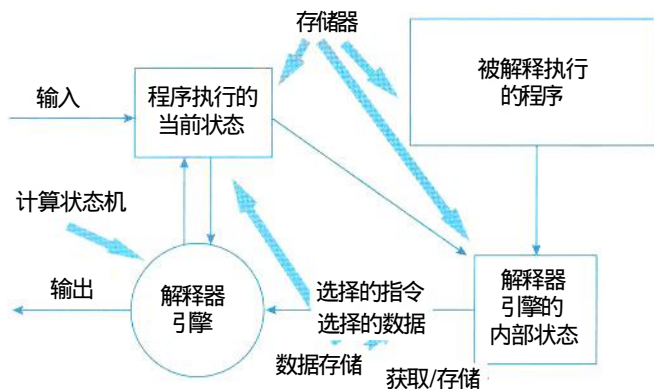 存储器
输入
程序执行的
当前状态
被解释执行
的程序
计算状态机
输出
解释器
引擎
选择的指令
选择的数据
数据存储
获取/存储
解释器
引擎的
内部状态